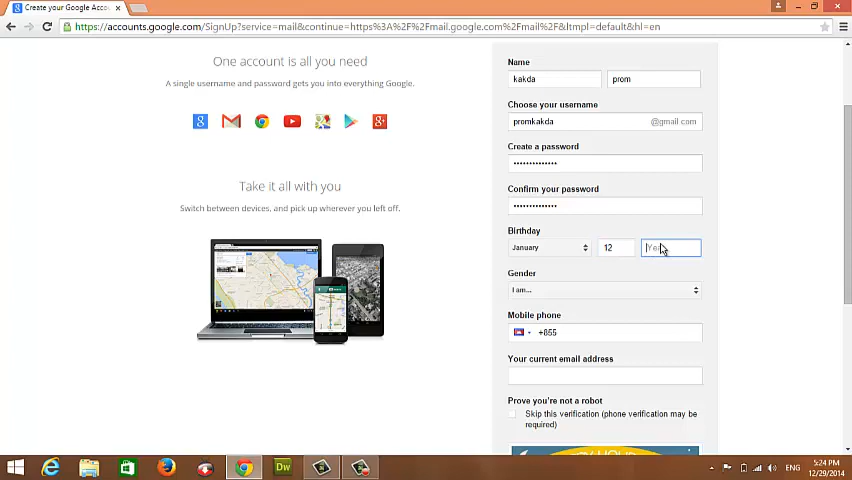 Create your Google Accou
https://accounts.google.com/SignUp?service=mail&continue=https%3A%2F%2Fmail.google.com%2Fmail%2F&ltmpl=default&hl=en
One account is all you need
A single username and password gets you into everything Google.
Take it all with you
Switch between devices, and pick up wherever you left off.
Name
kakda prom
Choose your username
promkakda @gmail.com
Create a password
Confirm your password
Birthday
January 12
Gender
I am...
Mobile phone
+855
Your current email address
Prove you're not a robot
Skip this verification (phone verification may be
required)
Dw
ENG
5:24 PM
12/29/2014